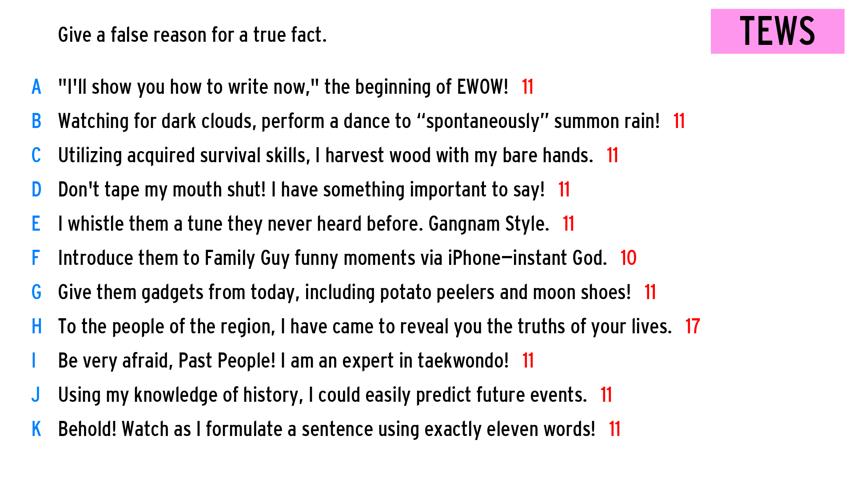 Give a false reason for a true fact.
TEWS
A "I'll show you how to write now," the beginning of EWOW! 11
B Watching for dark clouds, perform a dance to “spontaneously” summon rain! 11
C Utilizing acquired survival skills, I harvest wood with my bare hands. 11
D Don't tape my mouth shut! I have something important to say! 11
E I whistle them a tune they never heard before. Gangnam Style. 11
F Introduce them to Family Guy funny moments via iPhone—instant God. 10
G Give them gadgets from today, including potato peelers and moon shoes! 11
H To the people of the region, I have came to reveal you the truths of your lives. 17
I Be very afraid, Past People! I am an expert in taekwondo! 11
J Using my knowledge of history, I could easily predict future events. 11
K Behold! Watch as I formulate a sentence using exactly eleven words! 11